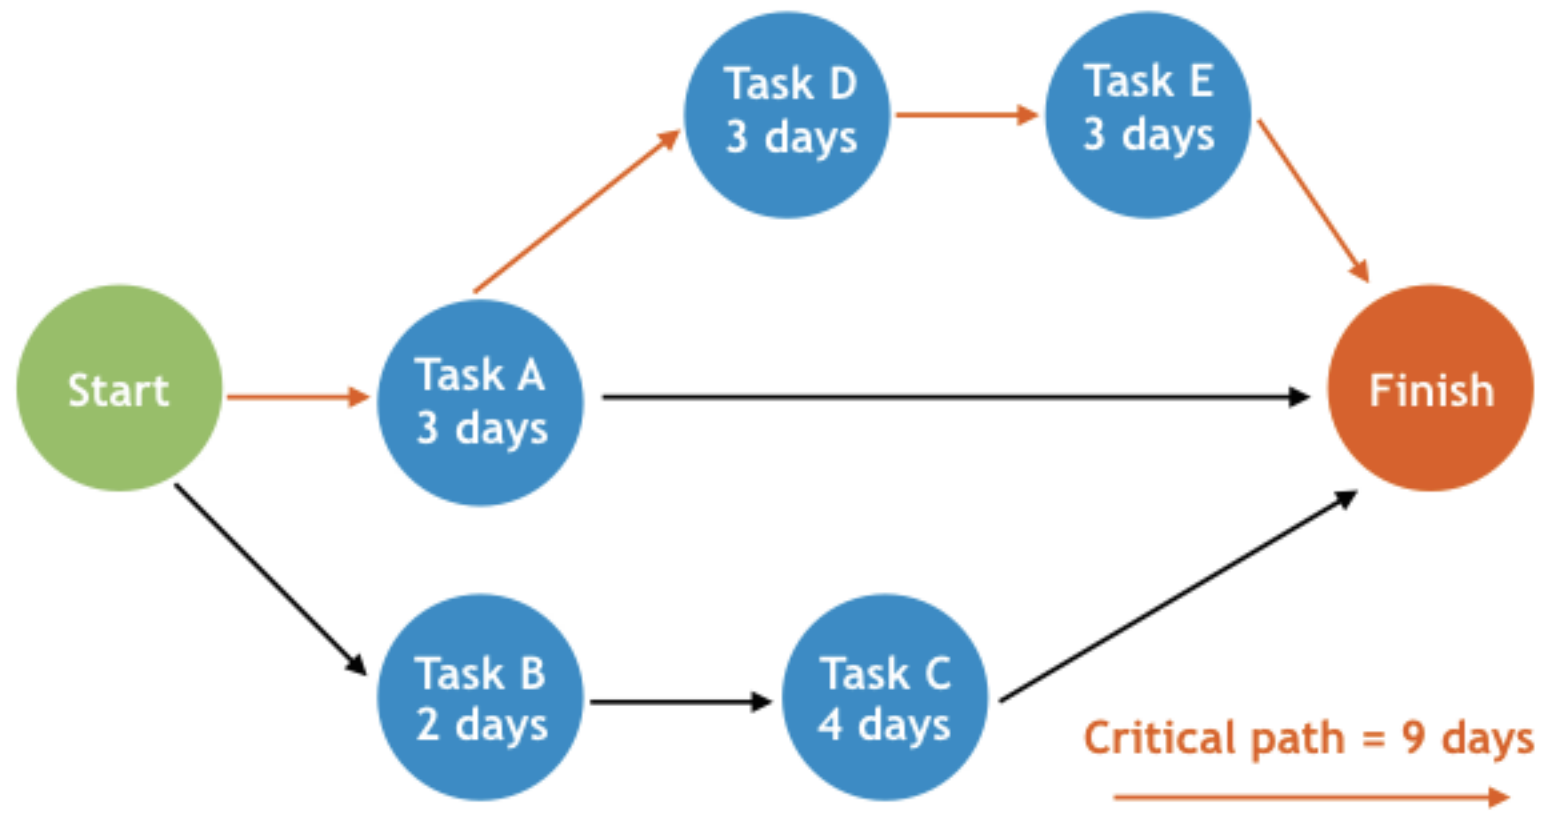 Task D
3 days
Task E
3 days
Start
Task A
3 days
Finish
Task B
2 days
Task C
4 days
Critical path = 9 days